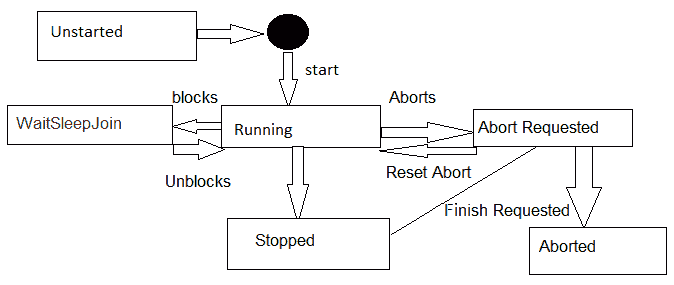 Unstarted
start
blocks
Aborts
WaitSleepJoin
Running
Abort Requested
Unblocks
Reset Abort
Finish Requested
Stopped
Aborted